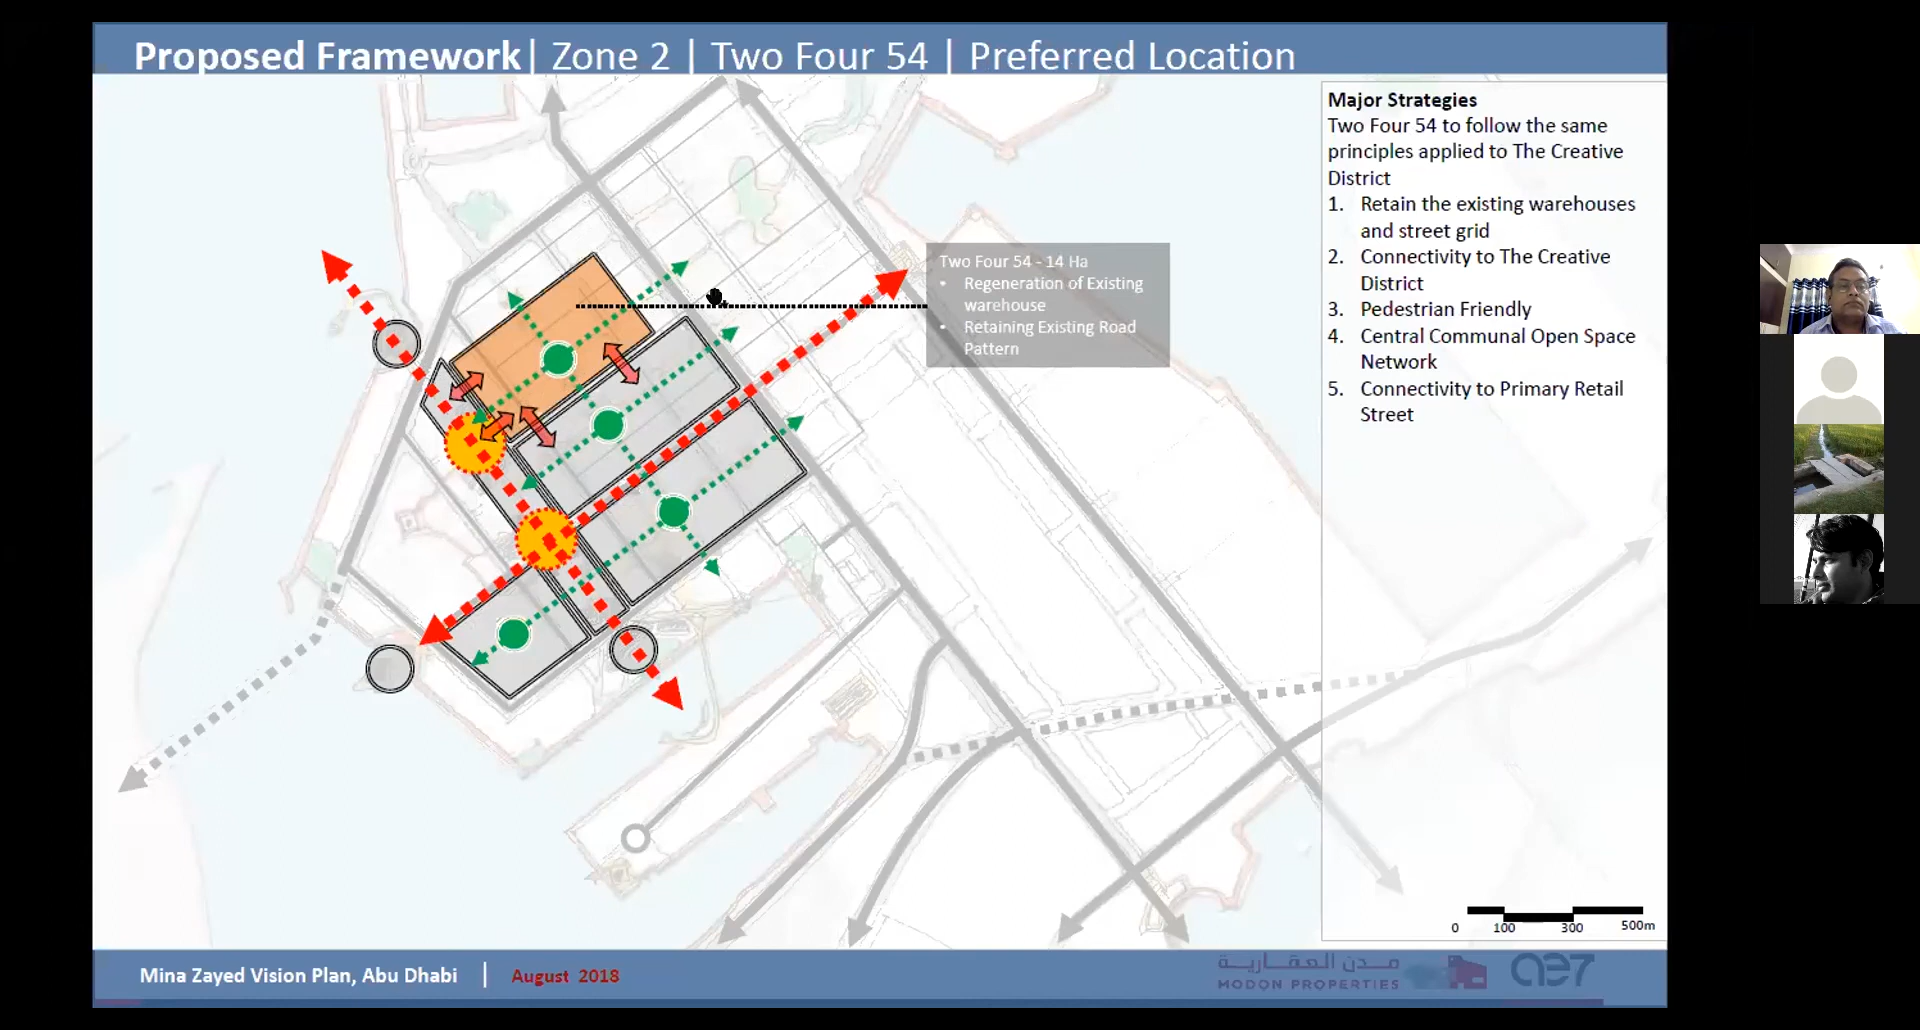 Proposed Framework| Zone 2 | Two Four 54 | Preferred Location
Major Strategies
Two Four 54 to follow the same
principles applied to The Creative
District
1. Retain the existing warehouses
and street grid
2. Connectivity to The Creative
District
3. Pedestrian Friendly
4. Central Communal Open Space
Network
5. Connectivity to Primary Retail
Street
Two Four 54 - 14 Ha
• Regeneration of Existing
warehouse
• Retaining Existing Road
Pattern
0 100 300 500m
Mina Zayed Vision Plan, Abu Dhabi | August 2018
مدن العقارية
MODON PROPERTIES
ae7